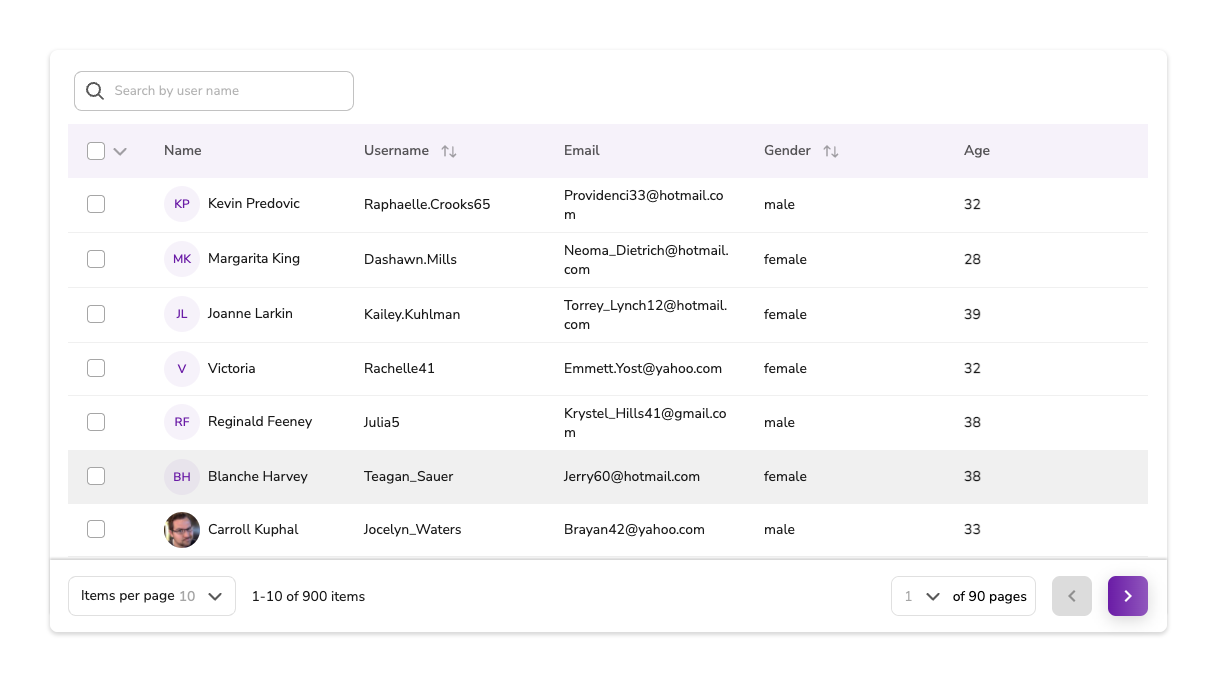 Search by user name
Name Username Email Gender Age
KP Kevin Predovic Raphaelle.Crooks65 Providenci33@hotmail.co
m male 32
MK Margarita King Dashawn.Mills Neoma_Dietrich@hotmail.
com female 28
JL Joanne Larkin Kailey.Kuhlman Torrey_Lynch12@hotmail.
com female 39
V Victoria Rachelle41 Emmett.Yost@yahoo.com female 32
RF Reginald Feeney Julia5 Krystel_Hills41@gmail.co
m male 38
BH Blanche Harvey Teagan_Sauer Jerry60@hotmail.com female 38
Carroll Kuphal Jocelyn_Waters Brayan42@yahoo.com male 33
Items per page 10 1-10 of 900 items 1 of 90 pages